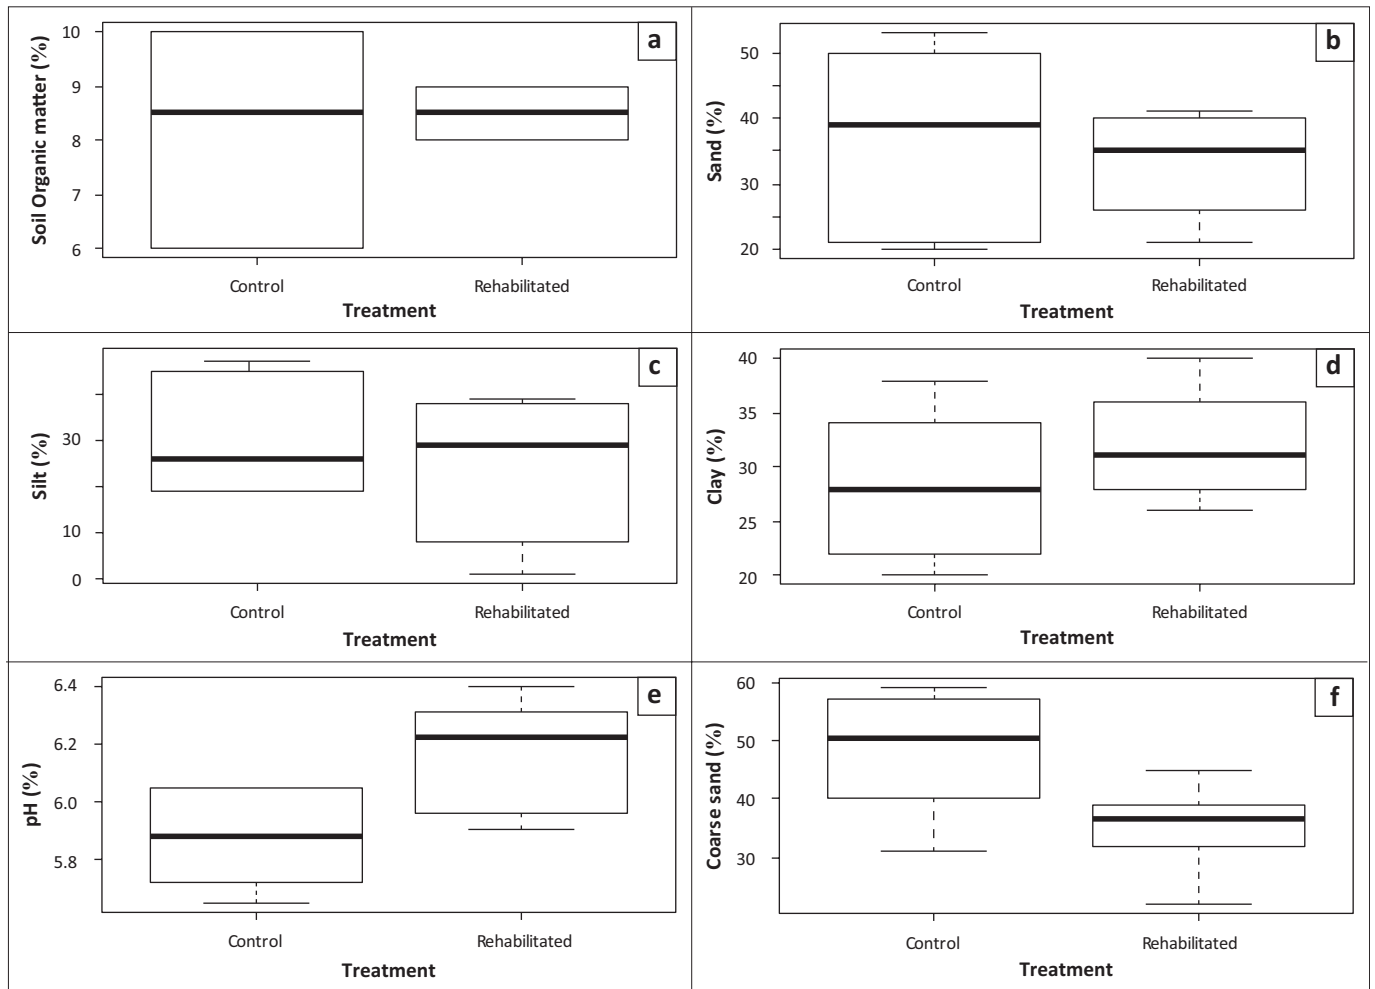 a
Soil Organic matter (%)
10
9
8
7
6
Control
Rehabilitated
Treatment
b
Sand (%)
50
40
30
20
Control
Rehabilitated
Treatment
c
Silt (%)
30
10
0
Control
Rehabilitated
Treatment
d
Clay (%)
40
35
30
25
20
Control
Rehabilitated
Treatment
e
pH (%)
6.4
6.2
6.0
5.8
Control
Rehabilitated
Treatment
f
Coarse sand (%)
60
50
40
30
Control
Rehabilitated
Treatment